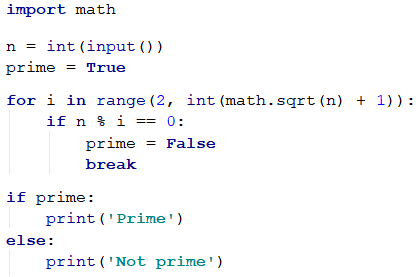 import math
n = int(input())
prime = True
for i in range(2, int(math.sqrt(n) + 1)):
    if n % i == 0:
        prime = False
        break
if prime:
    print('Prime')
else:
    print('Not prime')